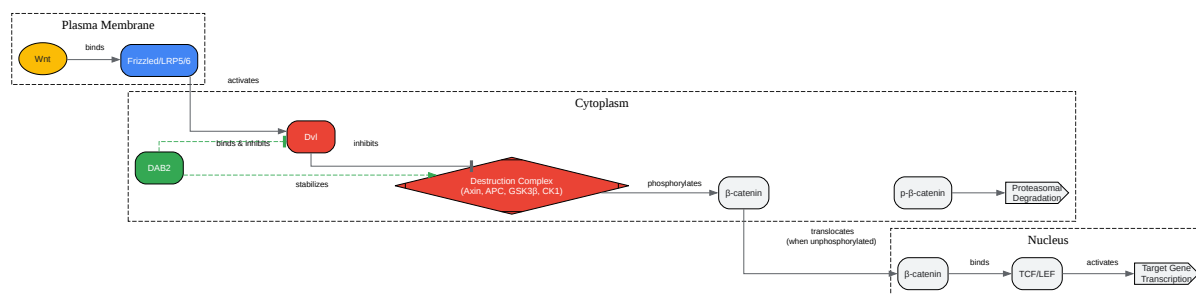 Plasma Membrane
Wnt
binds
Frizzled/LRP5/6
activates
Cytoplasm
binds & inhibits
Dvl
inhibits
DAB2
stabilizes
Destruction Complex
(Axin, APC, GSK3β, CK1)
phosphorylates
β-catenin
p-β-catenin
Proteasomal
Degradation
translocates
(when unphosphorylated)
Nucleus
β-catenin
binds
TCF/LEF
activates
Target Gene
Transcription